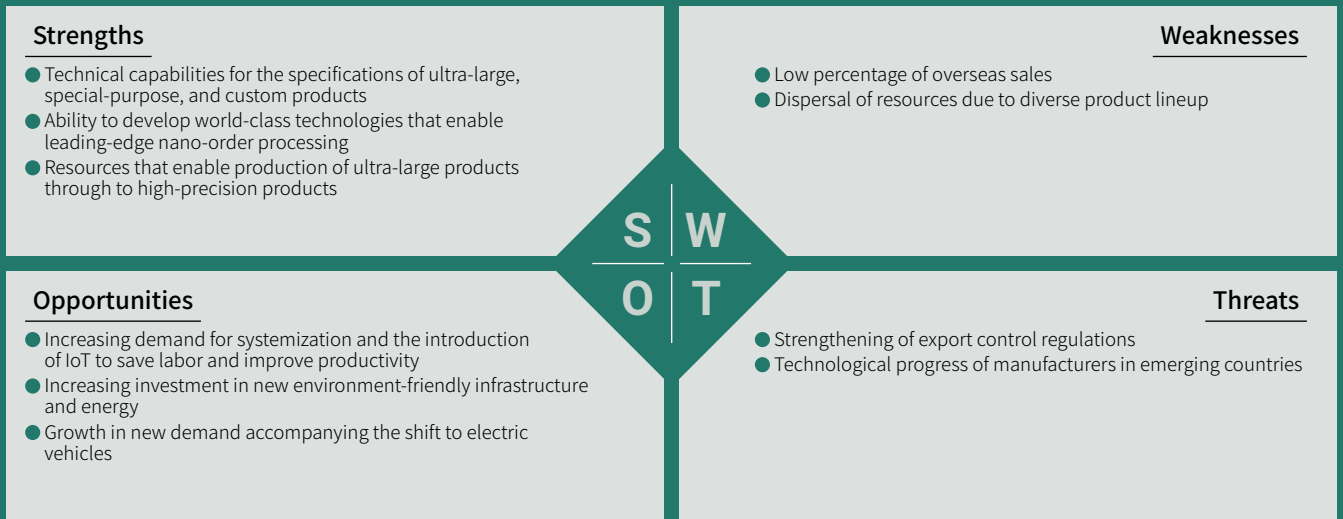 Strengths
● Technical capabilities for the specifications of ultra-large,
special-purpose, and custom products
● Ability to develop world-class technologies that enable
leading-edge nano-order processing
● Resources that enable production of ultra-large products
through to high-precision products
Weaknesses
● Low percentage of overseas sales
● Dispersal of resources due to diverse product lineup
S W
O T
Opportunities
● Increasing demand for systemization and the introduction
of IoT to save labor and improve productivity
● Increasing investment in new environment-friendly infrastructure
and energy
● Growth in new demand accompanying the shift to electric
vehicles
Threats
● Strengthening of export control regulations
● Technological progress of manufacturers in emerging countries